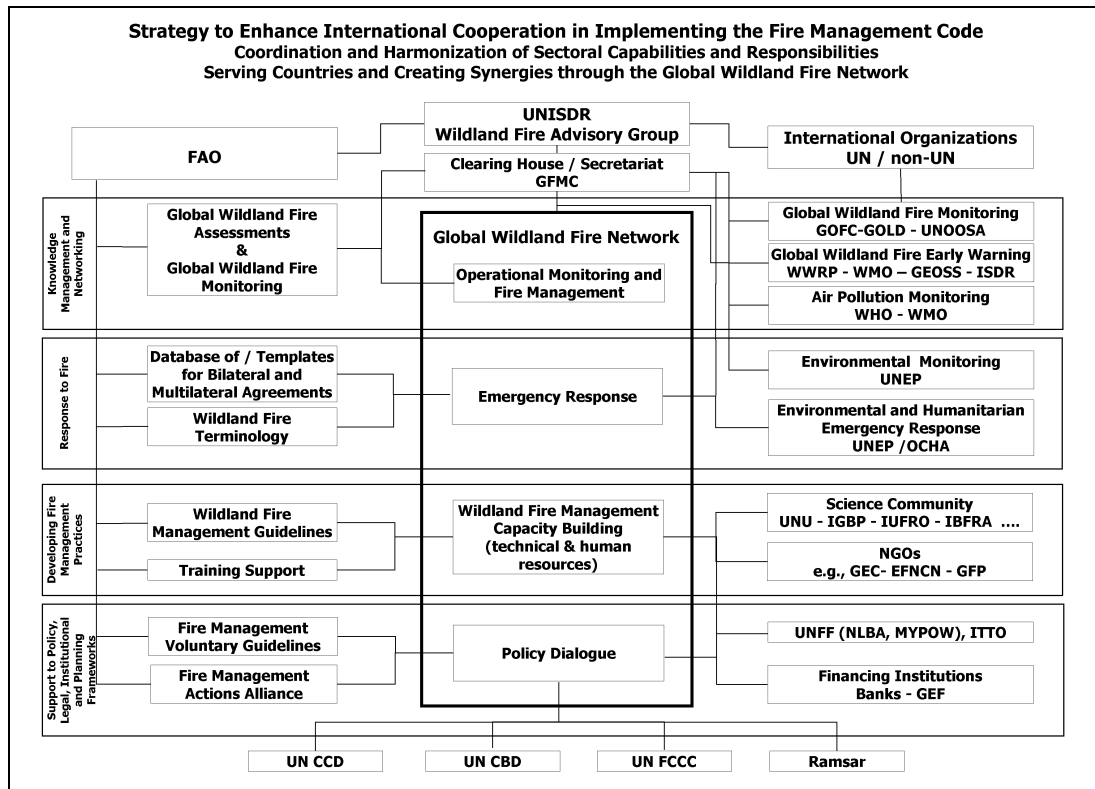 Strategy to Enhance International Cooperation in Implementing the Fire Management Code
Coordination and Harmonization of Sectoral Capabilities and Responsibilities
Serving Countries and Creating Synergies through the Global Wildland Fire Network
FAO
UNISDR
Wildland Fire Advisory Group
International Organizations
UN / non-UN
Clearing House / Secretariat
GFMC
Knowledge
Management and
Networking
Global Wildland Fire
Assessments
&
Global Wildland Fire
Monitoring
Global Wildland Fire Network
Operational Monitoring and
Fire Management
Global Wildland Fire Monitoring
GOFC-GOLD - UNOOSA
Global Wildland Fire Early Warning
WWRP - WMO – GEOSS - ISDR
Air Pollution Monitoring
WHO - WMO
Response to Fire
Database of / Templates
for Bilateral and
Multilateral Agreements
Wildland Fire
Terminology
Emergency Response
Environmental Monitoring
UNEP
Environmental and Humanitarian
Emergency Response
UNEP /OCHA
Developing Fire
Management
Practices
Wildland Fire
Management Guidelines
Training Support
Wildland Fire Management
Capacity Building
(technical & human
resources)
Science Community
UNU - IGBP - IUFRO - IBFRA ....
NGOs
e.g., GEC- EFNCN - GFP
Support to Policy,
Legal, Institutional
and Planning
Frameworks
Fire Management
Voluntary Guidelines
Fire Management
Actions Alliance
Policy Dialogue
UNFF (NLBA, MYPOW), ITTO
Financing Institutions
Banks - GEF
UN CCD
UN CBD
UN FCCC
Ramsar